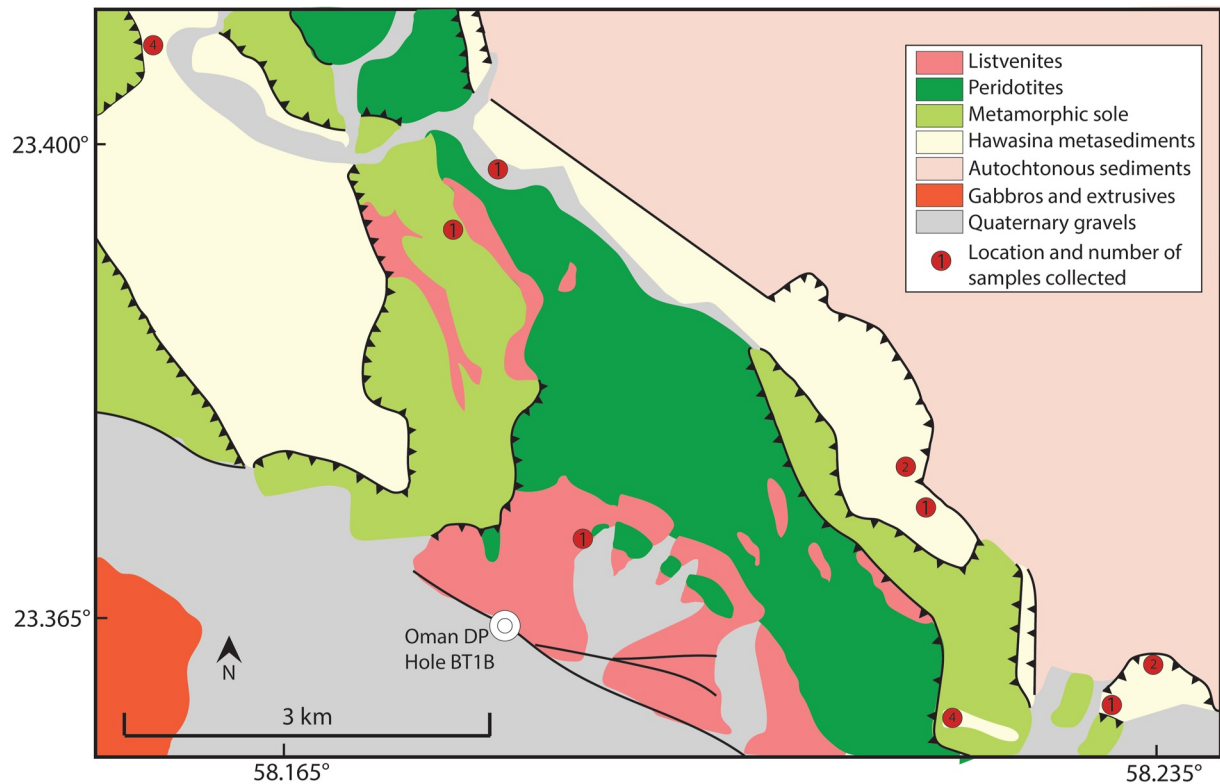 Listvenites
Peridotites
Metamorphic sole
Hawasina metasediments
Autochtonous sediments
Gabbros and extrusives
Quaternary gravels
1
Location and number of
samples collected
4
23.400°
1
1
2
1
1
23.365°
Oman DP
Hole BT1B
N
2
1
4
3 km
58.165°
58.235°